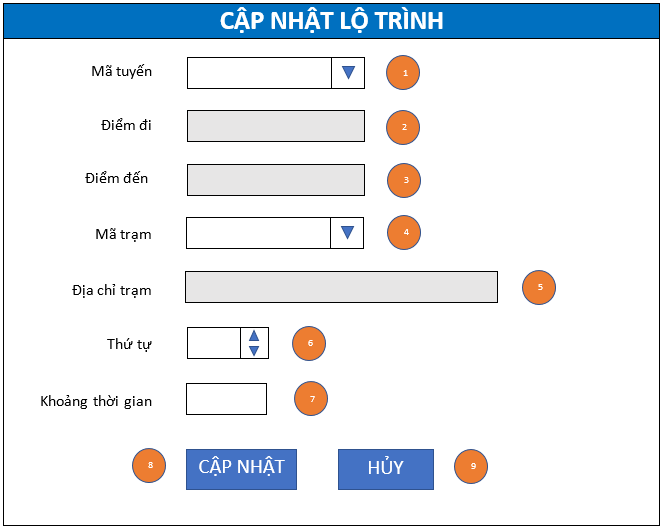 CẬP NHẬT LỘ TRÌNH
Mã tuyến 1
Điểm đi 2
Điểm đến 3
Mã trạm 4
Địa chỉ trạm 5
Thứ tự 6
Khoảng thời gian 7
8 CẬP NHẬT HỦY 9